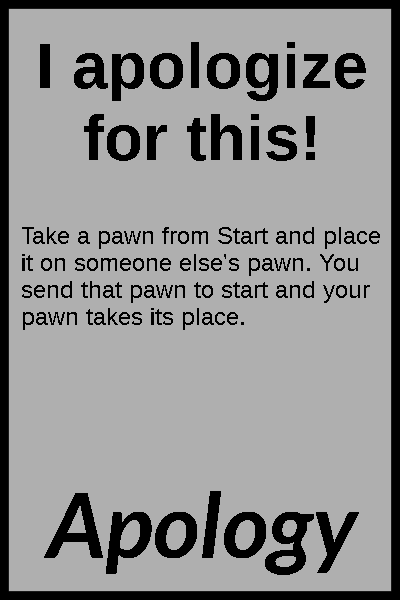 I apologize
for this!
Take a pawn from Start and place
it on someone else's pawn. You
send that pawn to start and your
pawn takes its place.
Apology